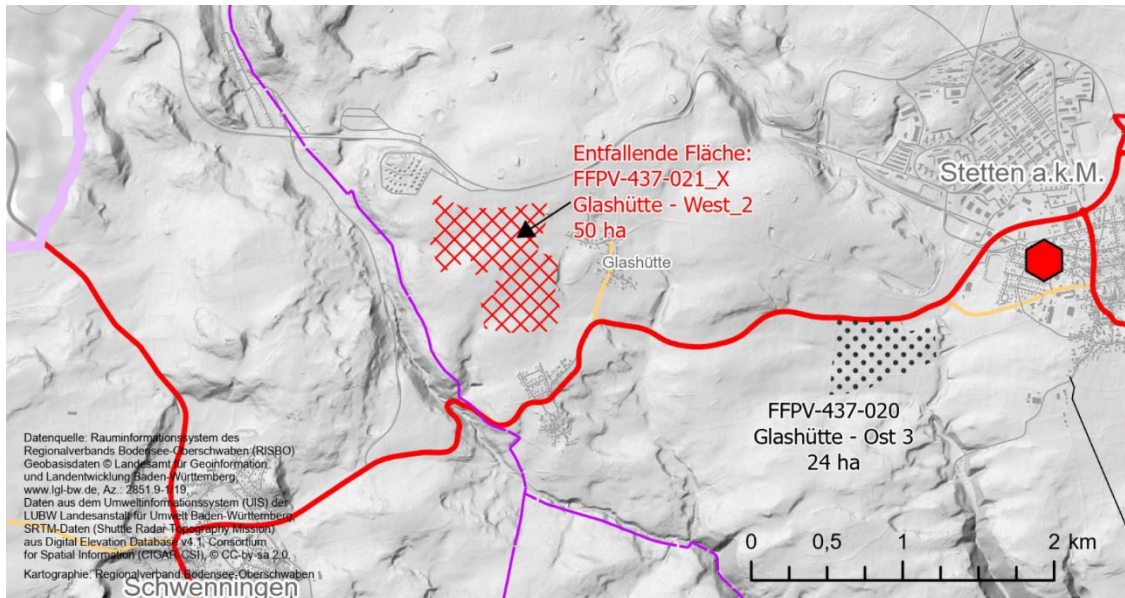 Entfallende Fläche:
FFPV-437-021_X
Glashütte - West_2
50 ha
Stetten a.k.M.
Glashütte
FFPV-437-020
Glashütte - Ost 3
24 ha
Datenquelle: Rauminformationssystem des
Regionalverbands Bodensee-Oberschwaben (RISBO)
Geobasisdaten © Landesamt für Geoinformation
und Landentwicklung Baden-Württemberg,
www.lgl-bw.de, Az.: 2851.9-1/19,
Daten aus dem Umweltinformationssystem (UIS) der
LUBW Landesanstalt für Umwelt Baden-Württemberg,
SRTM-Daten (Shuttle Radar Topography Mission)
aus Digital Elevation Database v4.1, Consortium
for Spatial Information (CIGAR-CSI), © CC-by-sa 2.0.
Kartographie: Regionalverband Bodensee-Oberschwaben
Schwenningen
0 0,5 1 2 km